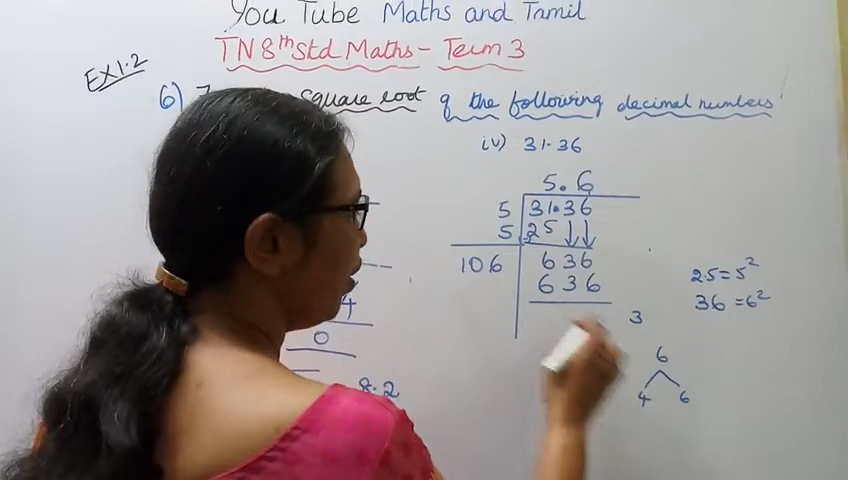 You Tube Maths and Tamil
TN 8th Std Maths - Term 3
Ex 1.2
6) square root of the following decimal numbers
iv) 31.36
5.6
5 31.36
5 25
106 636
636
25=5²
36=6²
3
6
4 6
4
0
8.2